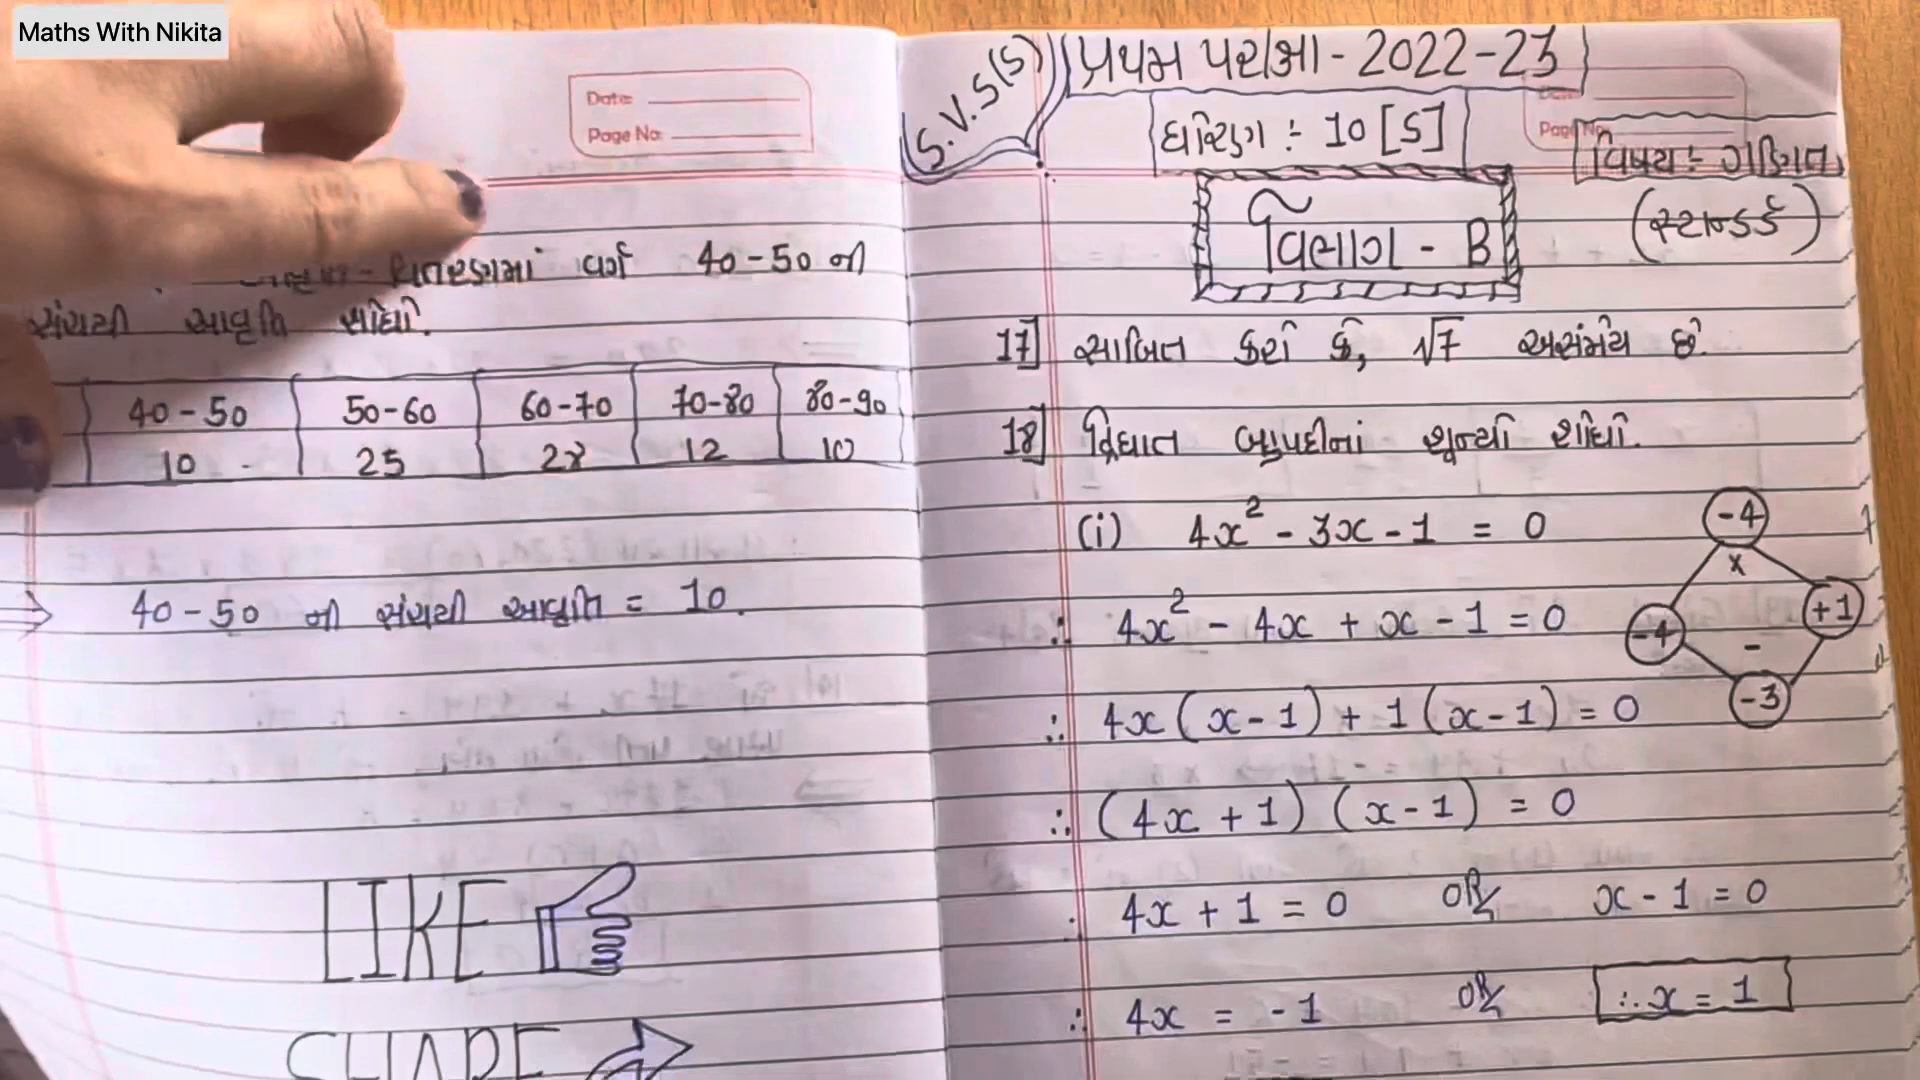 Maths With Nikita
Date:
Page No:
વર્ગ 40-50 ની
સંચયી આવૃત્તિ શોધો.
40-50 50-60 60-70 70-80 80-90
10 25 28 12 10
⇒ 40-50 ની સંચયી આવૃત્તિ = 10.
LIKE
SHARE
S.V.S(S)
પ્રથમ પરીક્ષા - 2022-23
ધોરણ :- 10 [S]
વિષય :- ગણિત
(સ્ટાન્ડર્ડ)
વિભાગ - B
17] સાબિત કરો કે, √7 અસંમેય છે.
18] દ્વિઘાત બહુપદીનાં શૂન્યો શોધો.
(i) 4x² - 3x - 1 = 0
-4
x
∴ 4x² - 4x + x - 1 = 0
-4 +1
-
-3
∴ 4x (x - 1) + 1 (x - 1) = 0
∴ (4x + 1) (x - 1) = 0
4x + 1 = 0 OR x - 1 = 0
∴ 4x = -1 OR ∴ x = 1